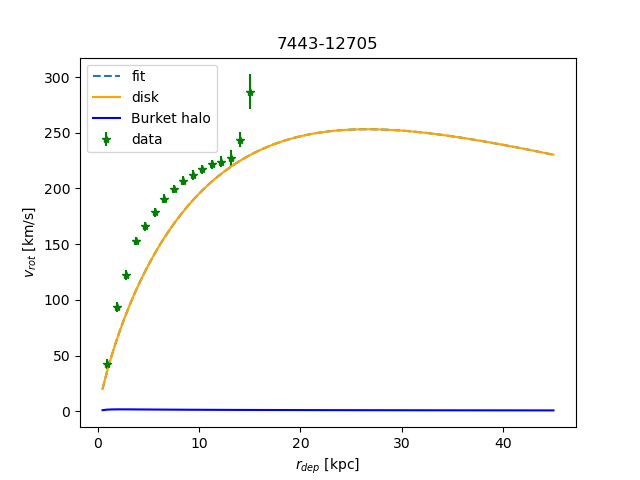 7443-12705
fit
disk
Burket halo
data
300
250
200
150
100
50
0
v_rot [km/s]
0 10 20 30 40
r_dep [kpc]